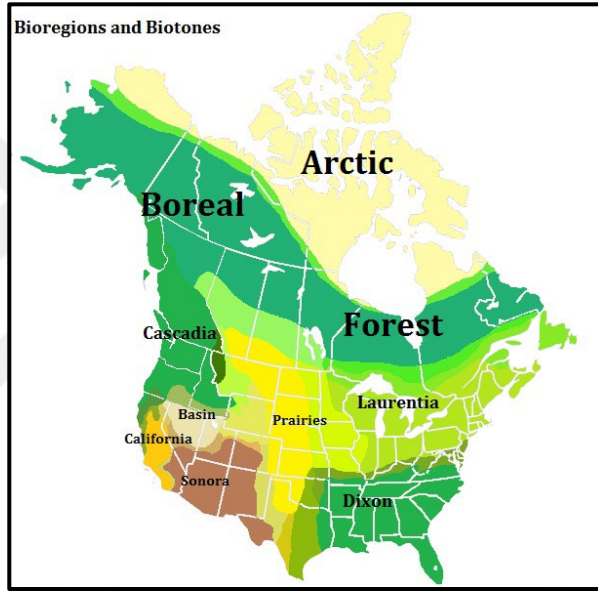 Bioregions and Biotones
Arctic
Boreal
Forest
Cascadia
Laurentia
Basin
Prairies
California
Sonora
Dixon